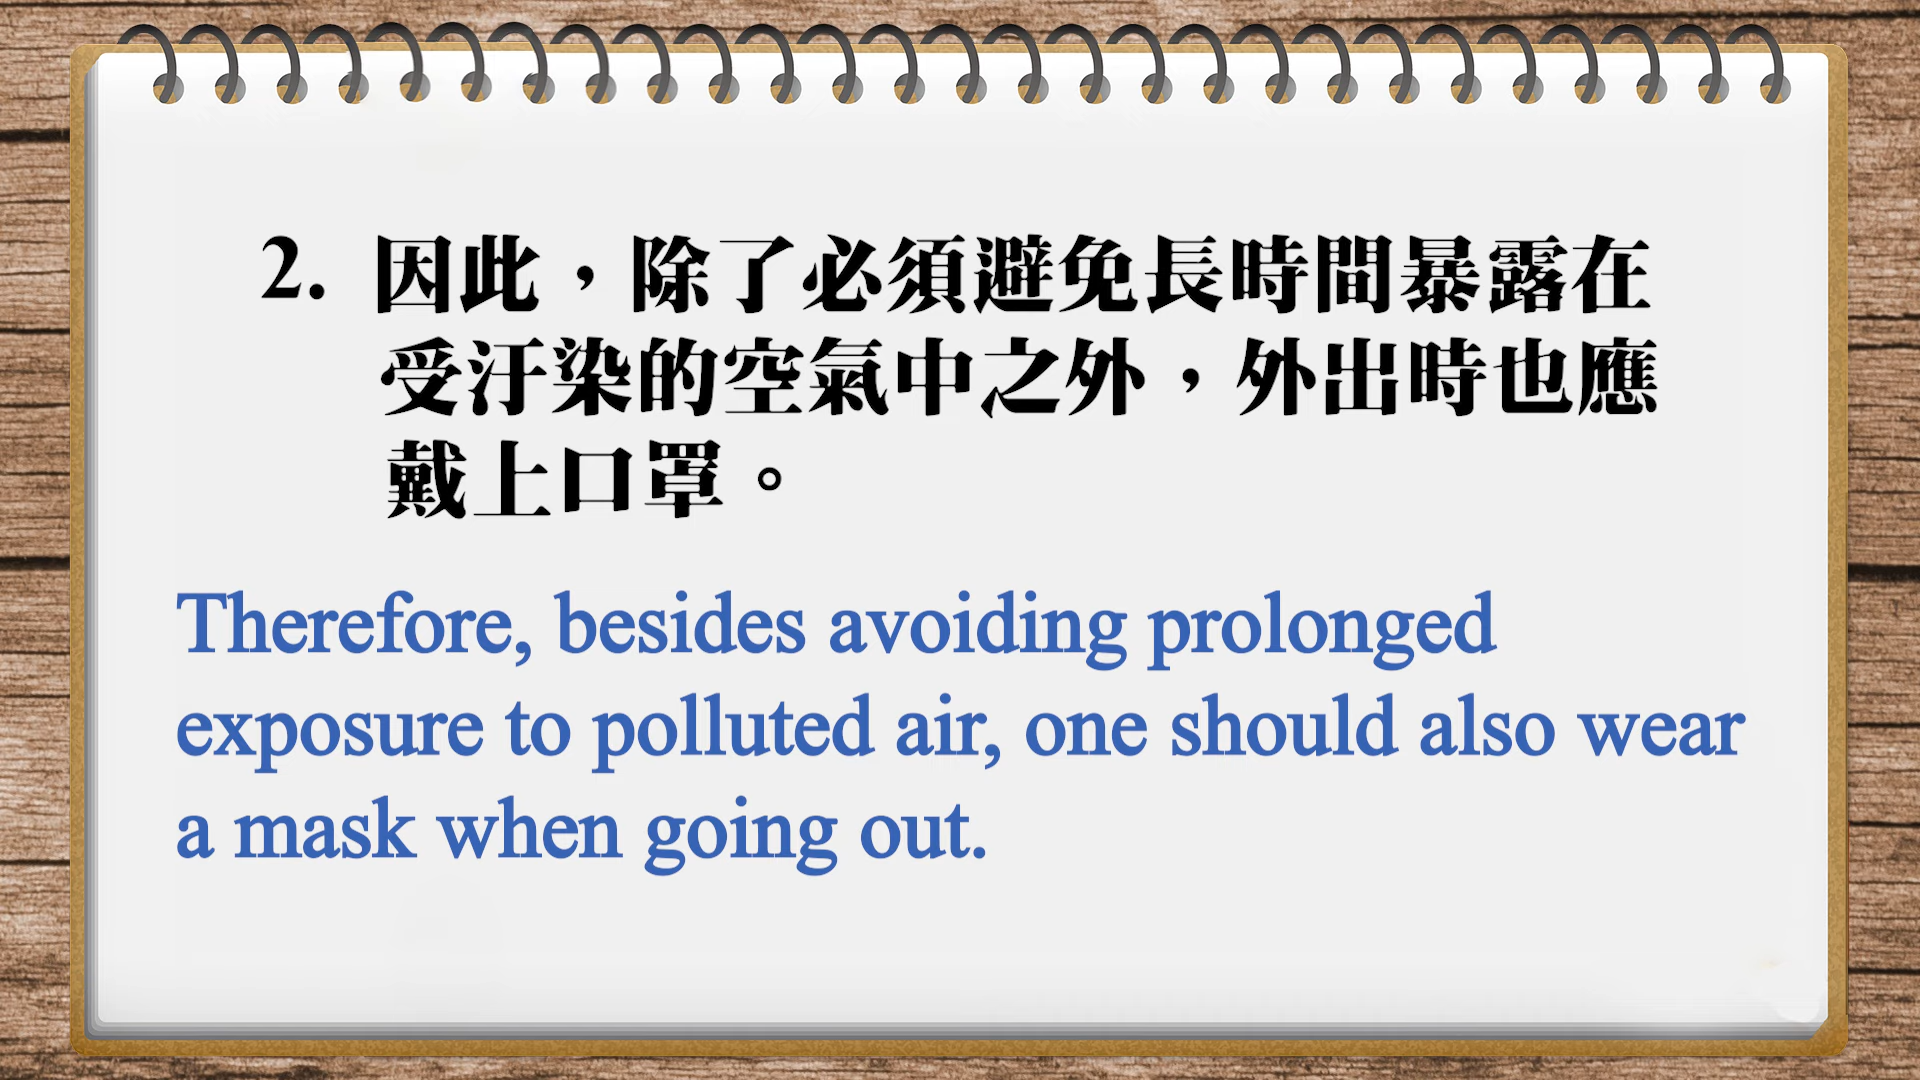 2. 因此，除了必須避免長時間暴露在
受汙染的空氣中之外，外出時也應
戴上口罩。
Therefore, besides avoiding prolonged
exposure to polluted air, one should also wear
a mask when going out.